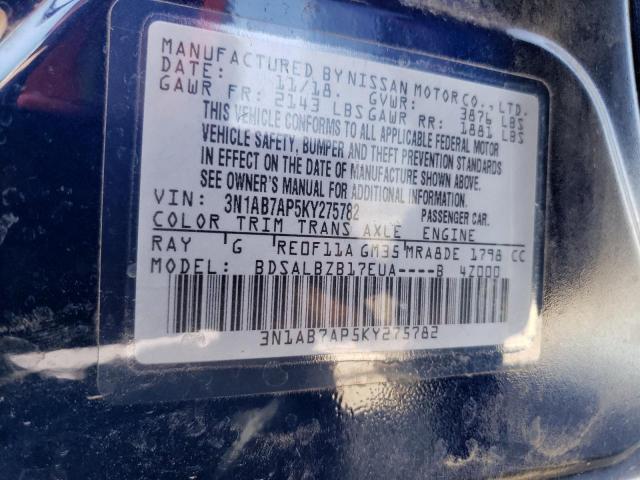 MANUFACTURED BY NISSAN MOTOR CO., LTD.
DATE: 11/18. GVWR: 3876 LBS
GAWR FR: 2143 LBS GAWR RR: 1881 LBS
THIS VEHICLE CONFORMS TO ALL APPLICABLE FEDERAL MOTOR
VEHICLE SAFETY, BUMPER AND THEFT PREVENTION STANDARDS
IN EFFECT ON THE DATE OF MANUFACTURE SHOWN ABOVE.
SEE OWNER'S MANUAL FOR ADDITIONAL INFORMATION.
VIN: 3N1AB7AP5KY275782 PASSENGER CAR.
COLOR TRIM TRANS AXLE ENGINE
RAY G RE0F11A GM35 MRA8DE 1798 CC
MODEL: BDSALBZB17EUA----B 4Z000
3N1AB7AP5KY275782